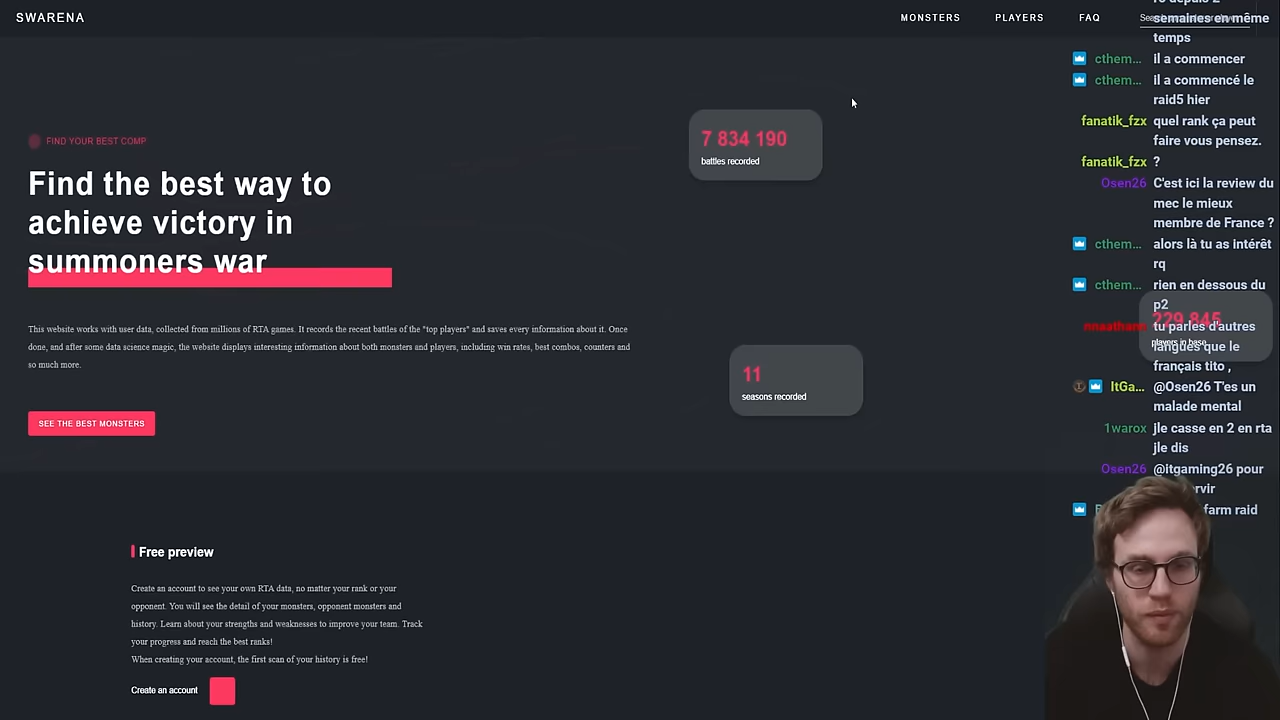 SWARENA
MONSTERS
PLAYERS
FAQ
FIND YOUR BEST COMP
Find the best way to
achieve victory in
summoners war
This website works with user data, collected from millions of RTA games. It records the recent battles of the "top players" and saves every information about it. Once
done, and after some data science magic, the website displays interesting information about both monsters and players, including win rates, best combos, counters and
so much more.
SEE THE BEST MONSTERS
7 834 190
battles recorded
11
seasons recorded
229 845
players in base
Free preview
Create an account to see your own RTA data, no matter your rank or your
opponent. You will see the detail of your monsters, opponent monsters and
history. Learn about your strengths and weaknesses to improve your team. Track
your progress and reach the best ranks!
When creating your account, the first scan of your history is free!
Create an account
semaines en même
temps
cthem… il a commencer
cthem… il a commencé le
raid5 hier
fanatik_fzx quel rank ça peut
faire vous pensez.
fanatik_fzx ?
Osen26 C'est ici la review du
mec le mieux
membre de France ?
cthem… alors là tu as intérêt
rq
cthem… rien en dessous du
p2
nnaathann tu parles d'autres
langues que le
français tito ,
ItGa… @Osen26 T'es un
malade mental
1warox jle casse en 2 en rta
jle dis
Osen26 @itgaming26 pour
farm raid